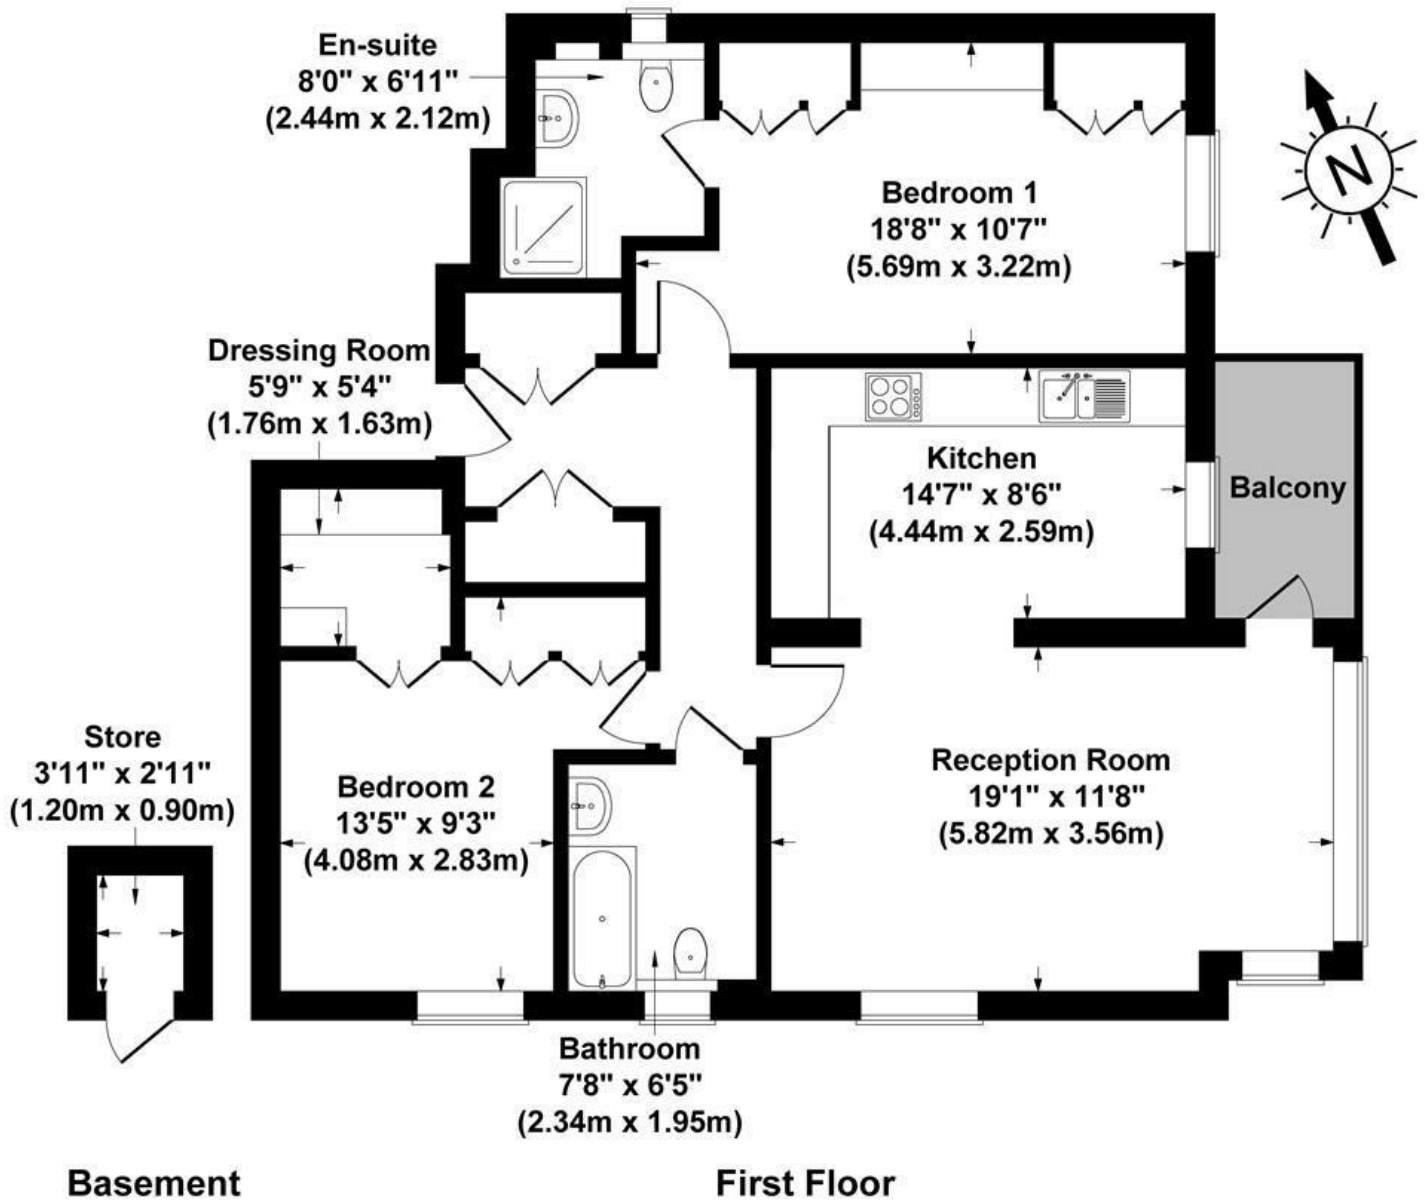 En-suite
8'0" x 6'11"
(2.44m x 2.12m)
Bedroom 1
18'8" x 10'7"
(5.69m x 3.22m)
N
Dressing Room
5'9" x 5'4"
(1.76m x 1.63m)
Kitchen
14'7" x 8'6"
(4.44m x 2.59m)
Balcony
Store
3'11" x 2'11"
(1.20m x 0.90m)
Bedroom 2
13'5" x 9'3"
(4.08m x 2.83m)
Reception Room
19'1" x 11'8"
(5.82m x 3.56m)
Bathroom
7'8" x 6'5"
(2.34m x 1.95m)
Basement
First Floor